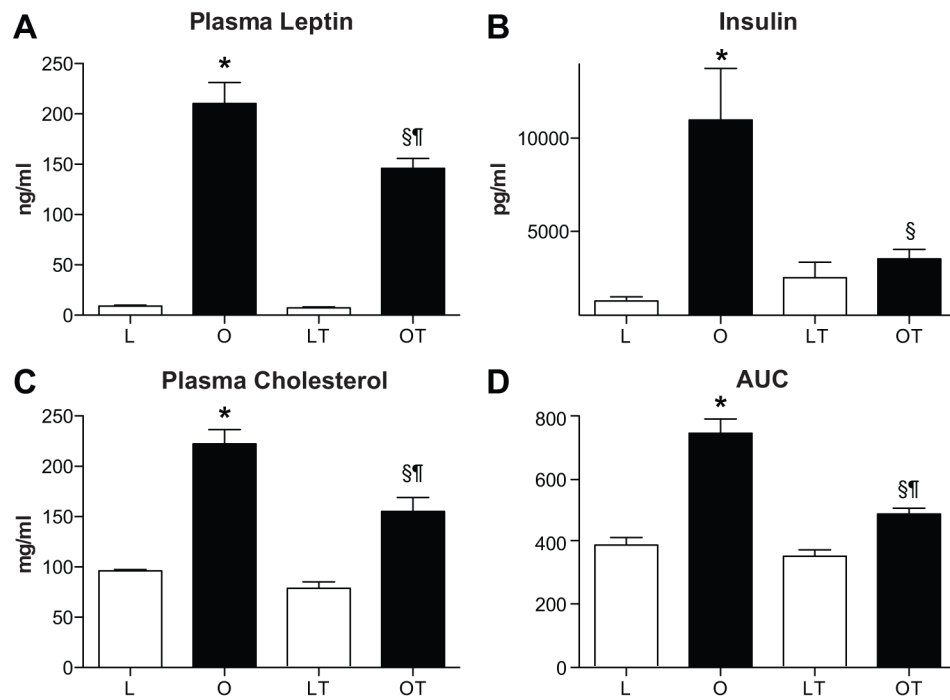 A Plasma Leptin
ng/ml
250
200
150
100
50
0
*
§¶
L O LT OT
B Insulin
pg/ml
10000
5000
*
§
L O LT OT
C Plasma Cholesterol
mg/ml
250
200
150
100
50
0
*
§¶
L O LT OT
D AUC
800
600
400
200
0
*
§¶
L O LT OT